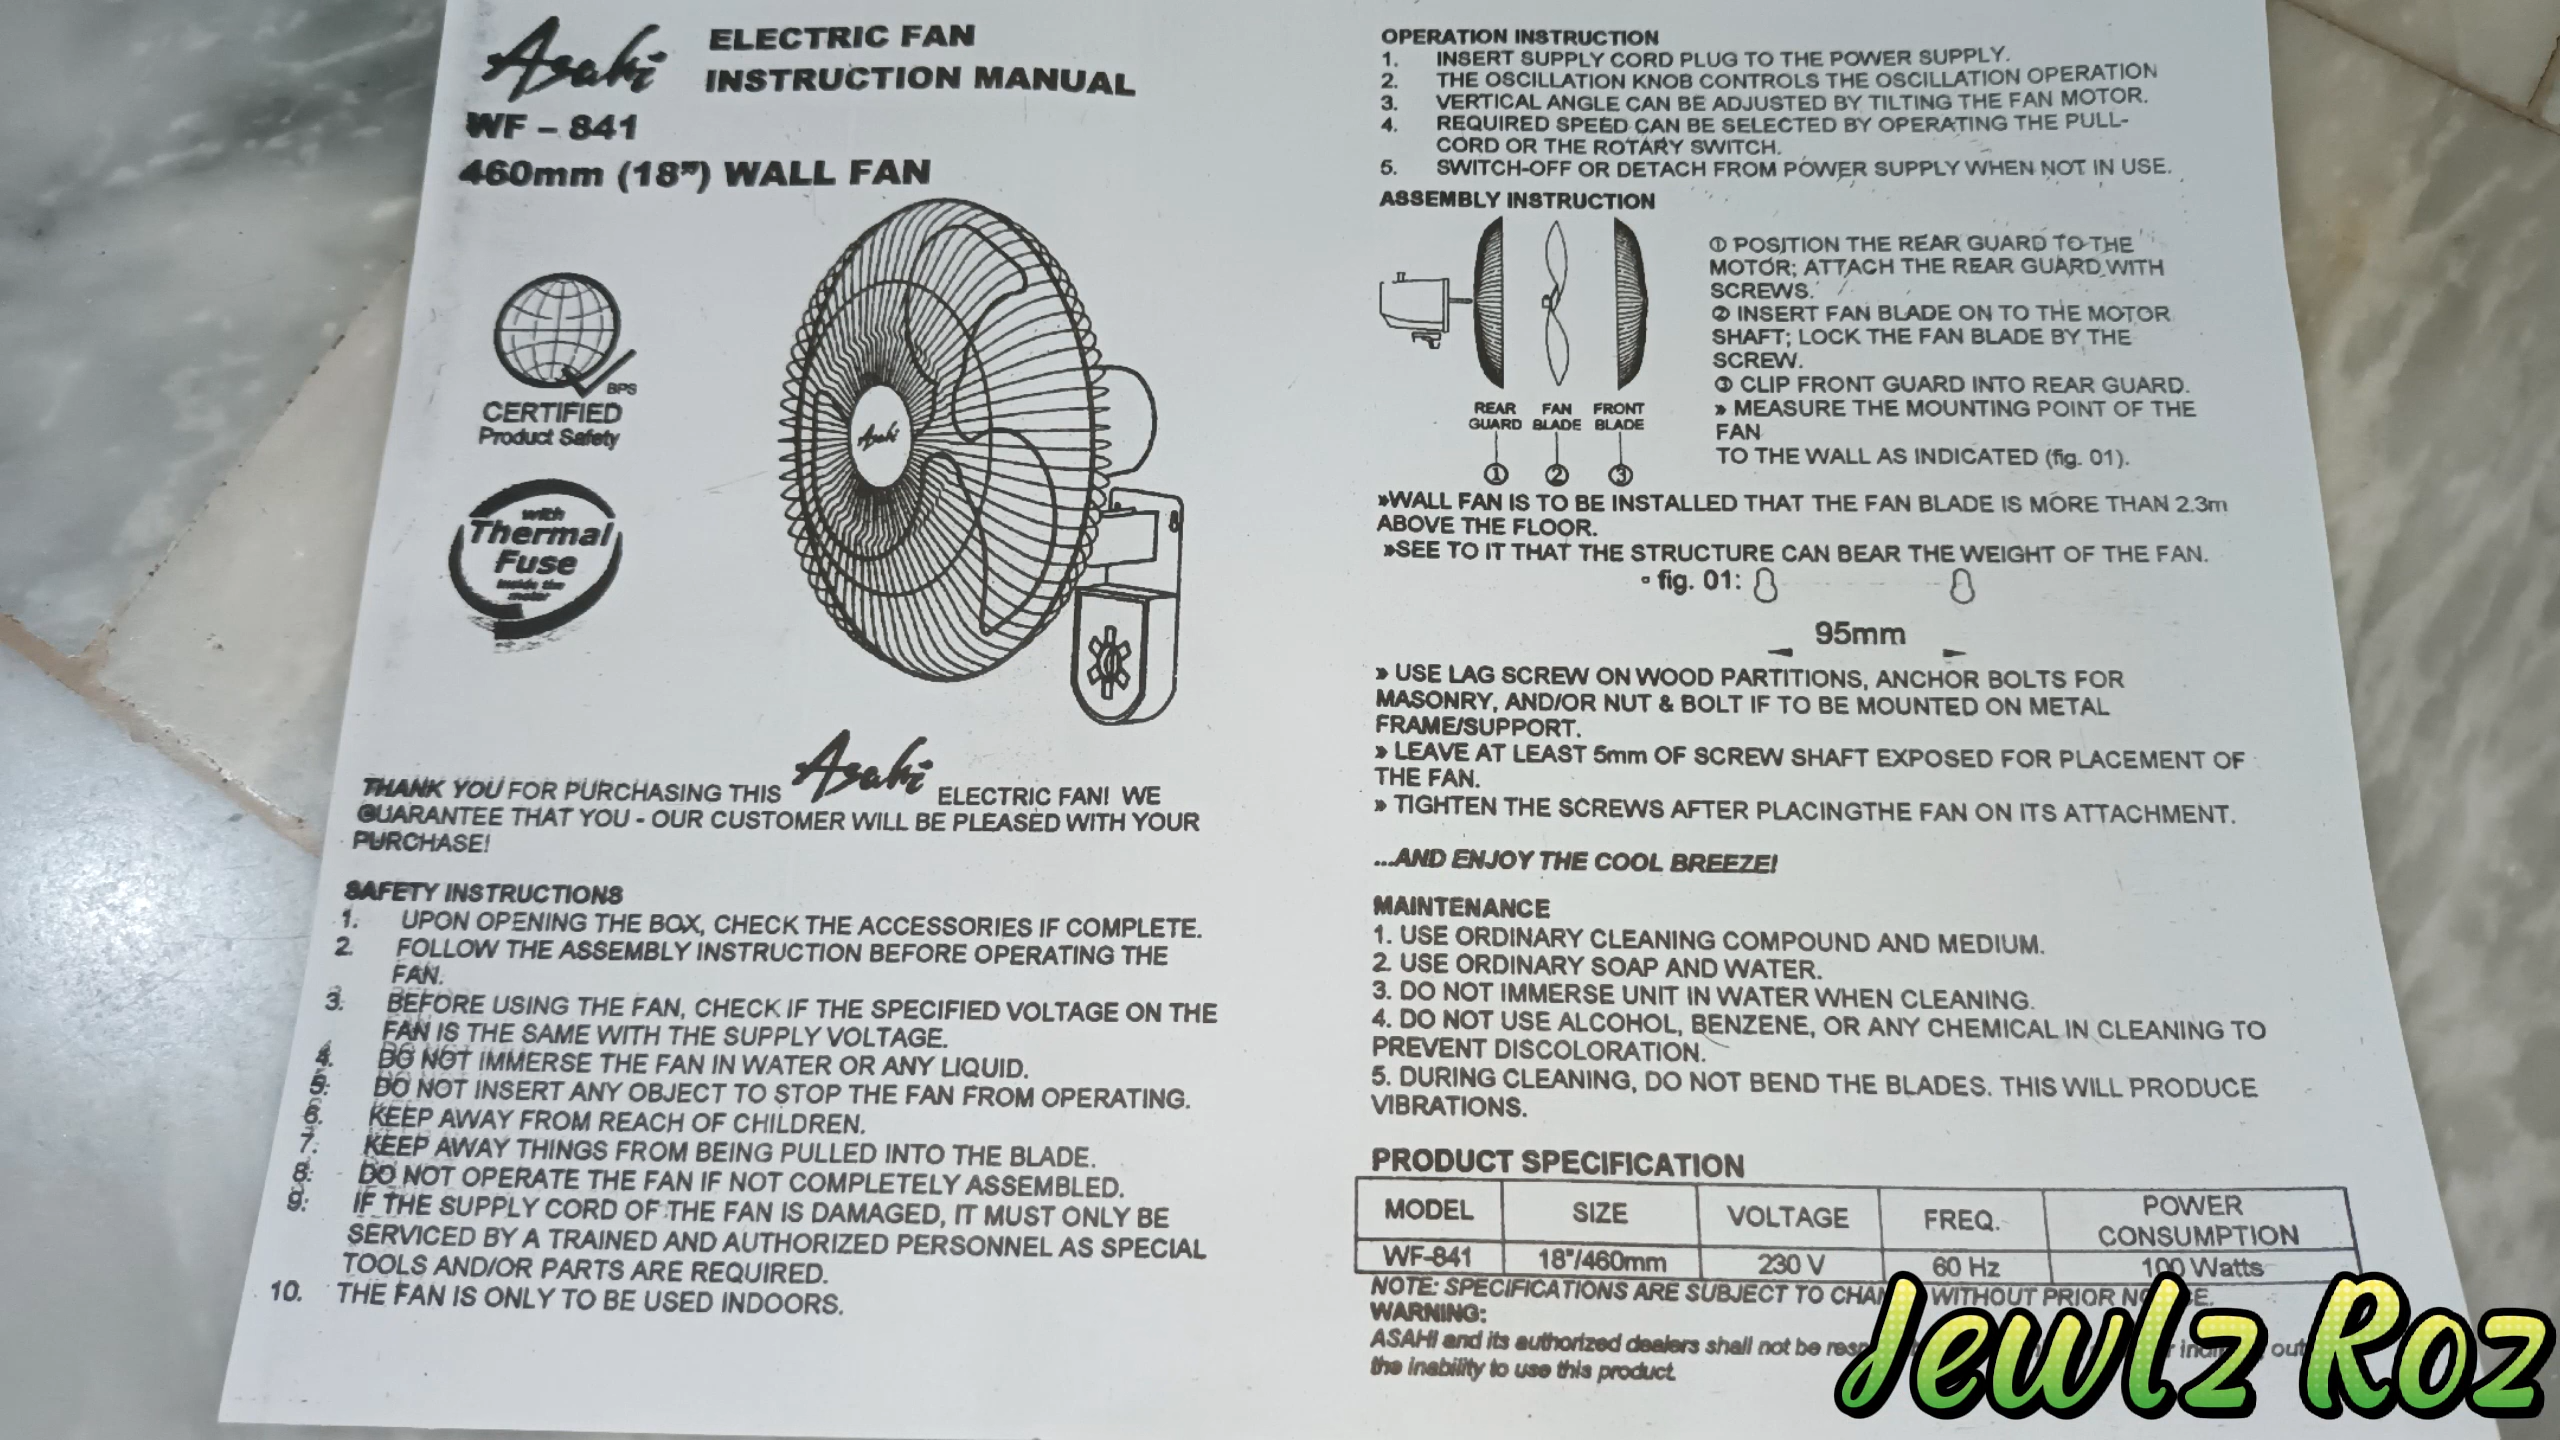 Asahi ELECTRIC FAN
INSTRUCTION MANUAL
WF - 841
460mm (18") WALL FAN
BPS
CERTIFIED
Product Safety
with
Thermal
Fuse
inside the
motor
Asahi
THANK YOU FOR PURCHASING THIS Asahi ELECTRIC FAN! WE
GUARANTEE THAT YOU - OUR CUSTOMER WILL BE PLEASED WITH YOUR
PURCHASE!
SAFETY INSTRUCTIONS
1. UPON OPENING THE BOX, CHECK THE ACCESSORIES IF COMPLETE.
2. FOLLOW THE ASSEMBLY INSTRUCTION BEFORE OPERATING THE
FAN.
3. BEFORE USING THE FAN, CHECK IF THE SPECIFIED VOLTAGE ON THE
FAN IS THE SAME WITH THE SUPPLY VOLTAGE.
4. DO NOT IMMERSE THE FAN IN WATER OR ANY LIQUID.
5. DO NOT INSERT ANY OBJECT TO STOP THE FAN FROM OPERATING.
6. KEEP AWAY FROM REACH OF CHILDREN.
7. KEEP AWAY THINGS FROM BEING PULLED INTO THE BLADE.
8. DO NOT OPERATE THE FAN IF NOT COMPLETELY ASSEMBLED.
9. IF THE SUPPLY CORD OF THE FAN IS DAMAGED, IT MUST ONLY BE
SERVICED BY A TRAINED AND AUTHORIZED PERSONNEL AS SPECIAL
TOOLS AND/OR PARTS ARE REQUIRED.
10. THE FAN IS ONLY TO BE USED INDOORS.
OPERATION INSTRUCTION
1. INSERT SUPPLY CORD PLUG TO THE POWER SUPPLY.
2. THE OSCILLATION KNOB CONTROLS THE OSCILLATION OPERATION
3. VERTICAL ANGLE CAN BE ADJUSTED BY TILTING THE FAN MOTOR.
4. REQUIRED SPEED CAN BE SELECTED BY OPERATING THE PULL-
CORD OR THE ROTARY SWITCH.
5. SWITCH-OFF OR DETACH FROM POWER SUPPLY WHEN NOT IN USE.
ASSEMBLY INSTRUCTION
REAR FAN FRONT
GUARD BLADE BLADE
① ② ③
① POSITION THE REAR GUARD TO THE
MOTOR; ATTACH THE REAR GUARD WITH
SCREWS.
② INSERT FAN BLADE ON TO THE MOTOR
SHAFT; LOCK THE FAN BLADE BY THE
SCREW.
③ CLIP FRONT GUARD INTO REAR GUARD.
» MEASURE THE MOUNTING POINT OF THE
FAN
TO THE WALL AS INDICATED (fig. 01).
»WALL FAN IS TO BE INSTALLED THAT THE FAN BLADE IS MORE THAN 2.3m
ABOVE THE FLOOR.
»SEE TO IT THAT THE STRUCTURE CAN BEAR THE WEIGHT OF THE FAN.
▫ fig. 01:
95mm
» USE LAG SCREW ON WOOD PARTITIONS, ANCHOR BOLTS FOR
MASONRY, AND/OR NUT & BOLT IF TO BE MOUNTED ON METAL
FRAME/SUPPORT.
» LEAVE AT LEAST 5mm OF SCREW SHAFT EXPOSED FOR PLACEMENT OF
THE FAN.
» TIGHTEN THE SCREWS AFTER PLACINGTHE FAN ON ITS ATTACHMENT.
...AND ENJOY THE COOL BREEZE!
MAINTENANCE
1. USE ORDINARY CLEANING COMPOUND AND MEDIUM.
2. USE ORDINARY SOAP AND WATER.
3. DO NOT IMMERSE UNIT IN WATER WHEN CLEANING.
4. DO NOT USE ALCOHOL, BENZENE, OR ANY CHEMICAL IN CLEANING TO
PREVENT DISCOLORATION.
5. DURING CLEANING, DO NOT BEND THE BLADES. THIS WILL PRODUCE
VIBRATIONS.
PRODUCT SPECIFICATION
MODEL SIZE VOLTAGE FREQ. POWER
CONSUMPTION
WF-841 18"/460mm 230 V 60 Hz 100 Watts
NOTE: SPECIFICATIONS ARE SUBJECT TO WITHOUT PRIOR
WARNING:
ASAHI and its authorized dealers shall not be
the inability to use this product
Jewlz Roz